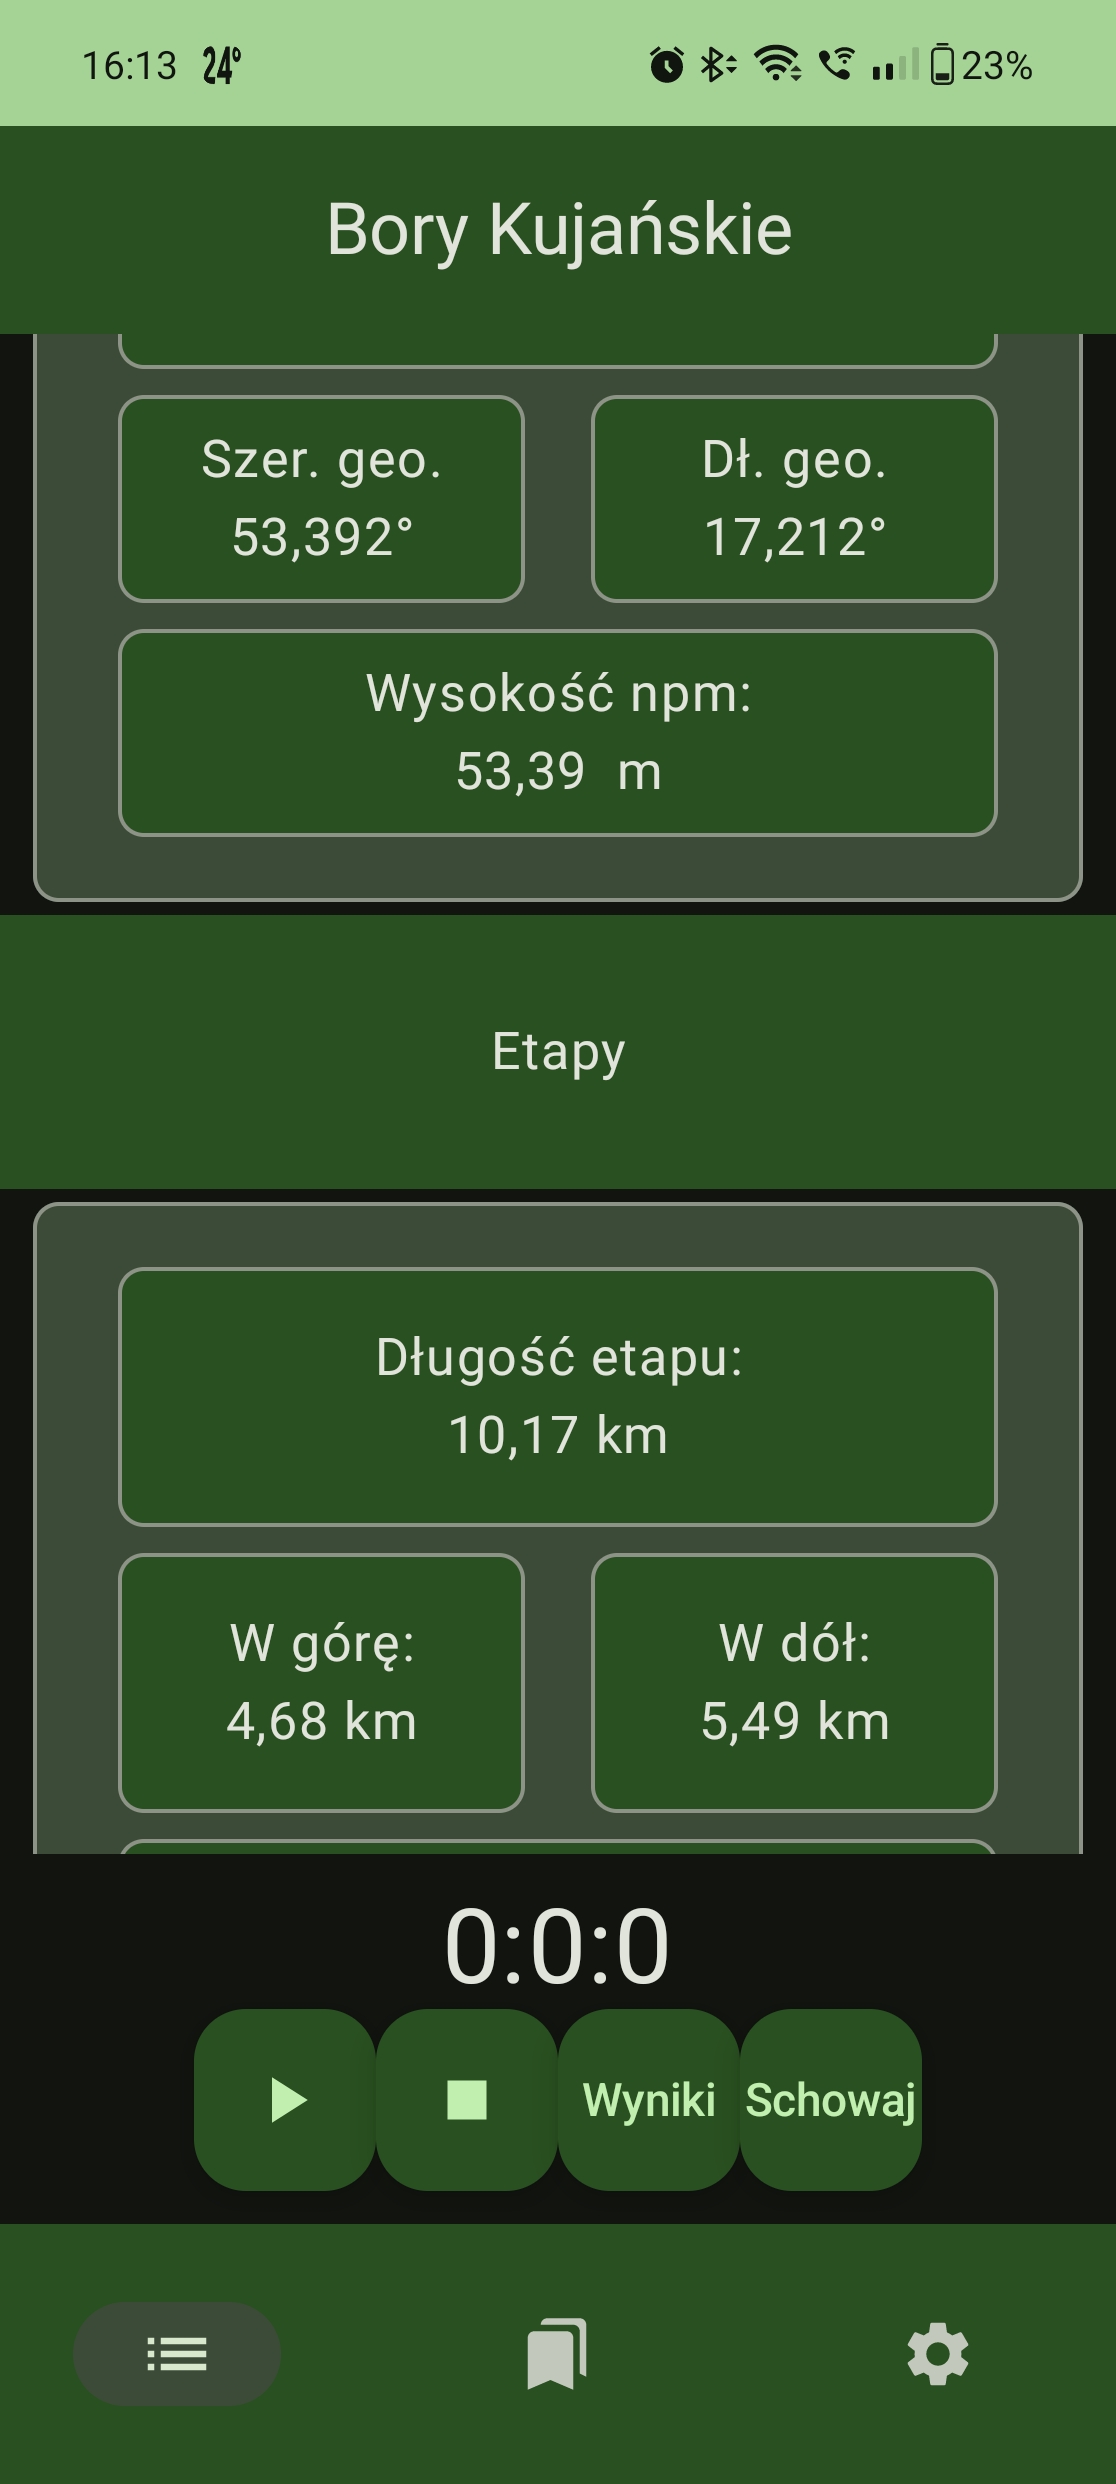 16:13 24° 23%
Bory Kujańskie
Szer. geo.
53,392°
Dł. geo.
17,212°
Wysokość npm:
53,39 m
Etapy
Długość etapu:
10,17 km
W górę:
4,68 km
W dół:
5,49 km
0:0:0
Wyniki Schowaj